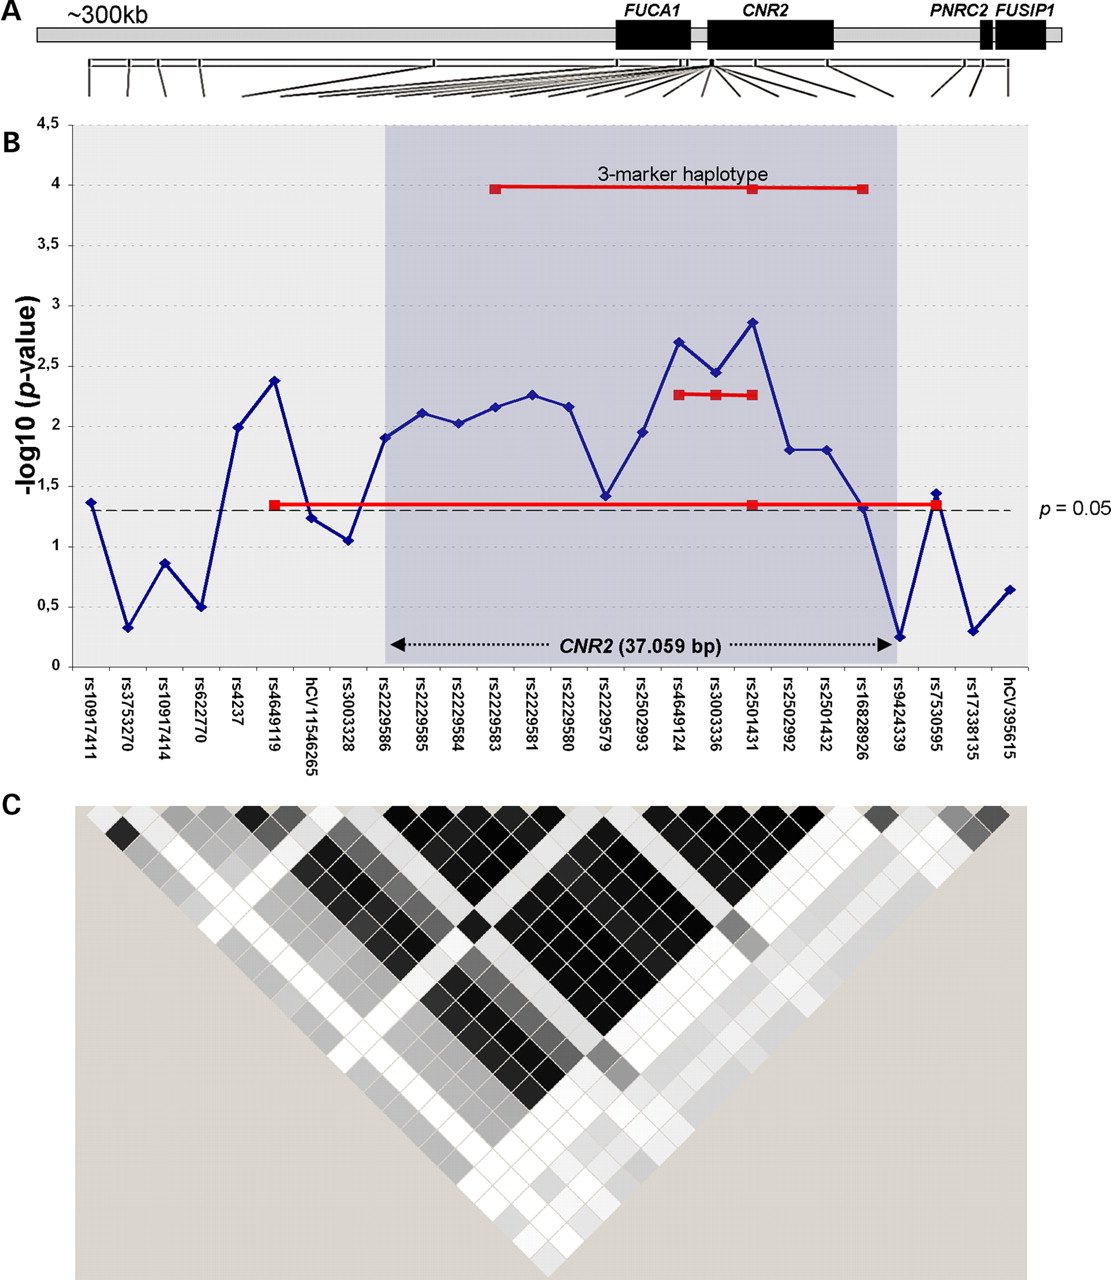 A
~300kb
FUCA1
CNR2
PNRC2
FUSIP1
B
-log10 (p-value)
4,5
4
3,5
3
2,5
2
1,5
1
0,5
0
3-marker haplotype
p = 0.05
CNR2 (37.059 bp)
rs10917411
rs3753270
rs10917414
rs6227770
rs4237
rs4649119
hCV11546265
rs3003328
rs2229586
rs2229585
rs2229584
rs2229583
rs2229581
rs2229580
rs2229579
rs2502993
rs4649124
rs3003336
rs2501431
rs2502992
rs2501432
rs16828926
rs9424339
rs7530595
rs17338135
hCV395615
C